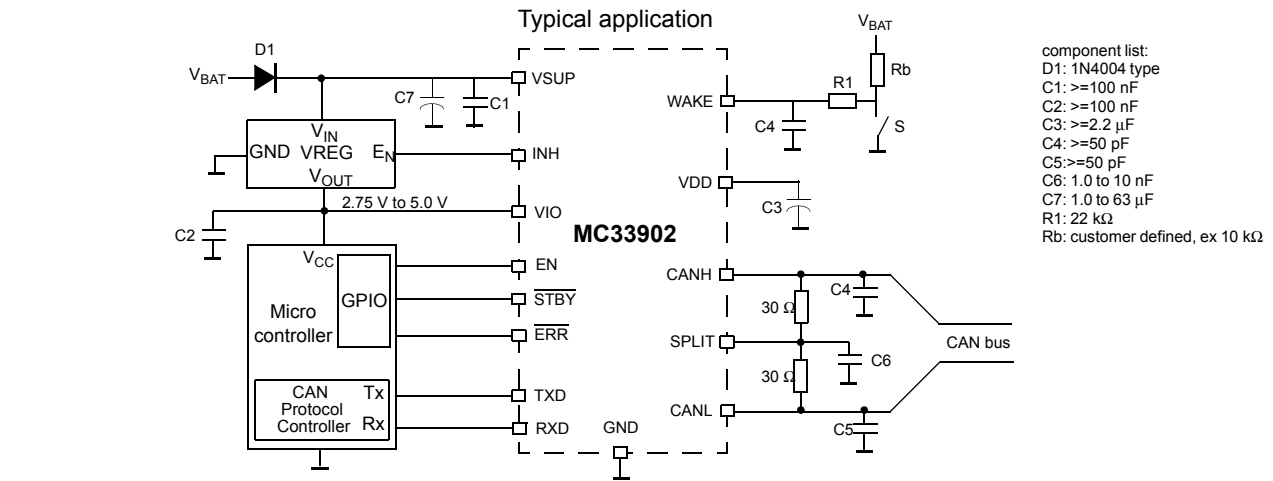 Typical application
V_BAT
D1
V_BAT
VSUP
C7
C1
V_IN
GND VREG E_N
V_OUT
INH
2.75 V to 5.0 V
VIO
C2
MC33902
V_CC
GPIO
Micro
controller
EN
STBY
ERR
CAN Tx
Protocol
Controller Rx
TXD
RXD
GND
WAKE
R1
Rb
C4
S
VDD
C3
CANH
30 Ω
C4
SPLIT
C6
30 Ω
CANL
C5
CAN bus
component list:
D1: 1N4004 type
C1: >=100 nF
C2: >=100 nF
C3: >=2.2 μF
C4: >=50 pF
C5:>=50 pF
C6: 1.0 to 10 nF
C7: 1.0 to 63 μF
R1: 22 kΩ
Rb: customer defined, ex 10 kΩ